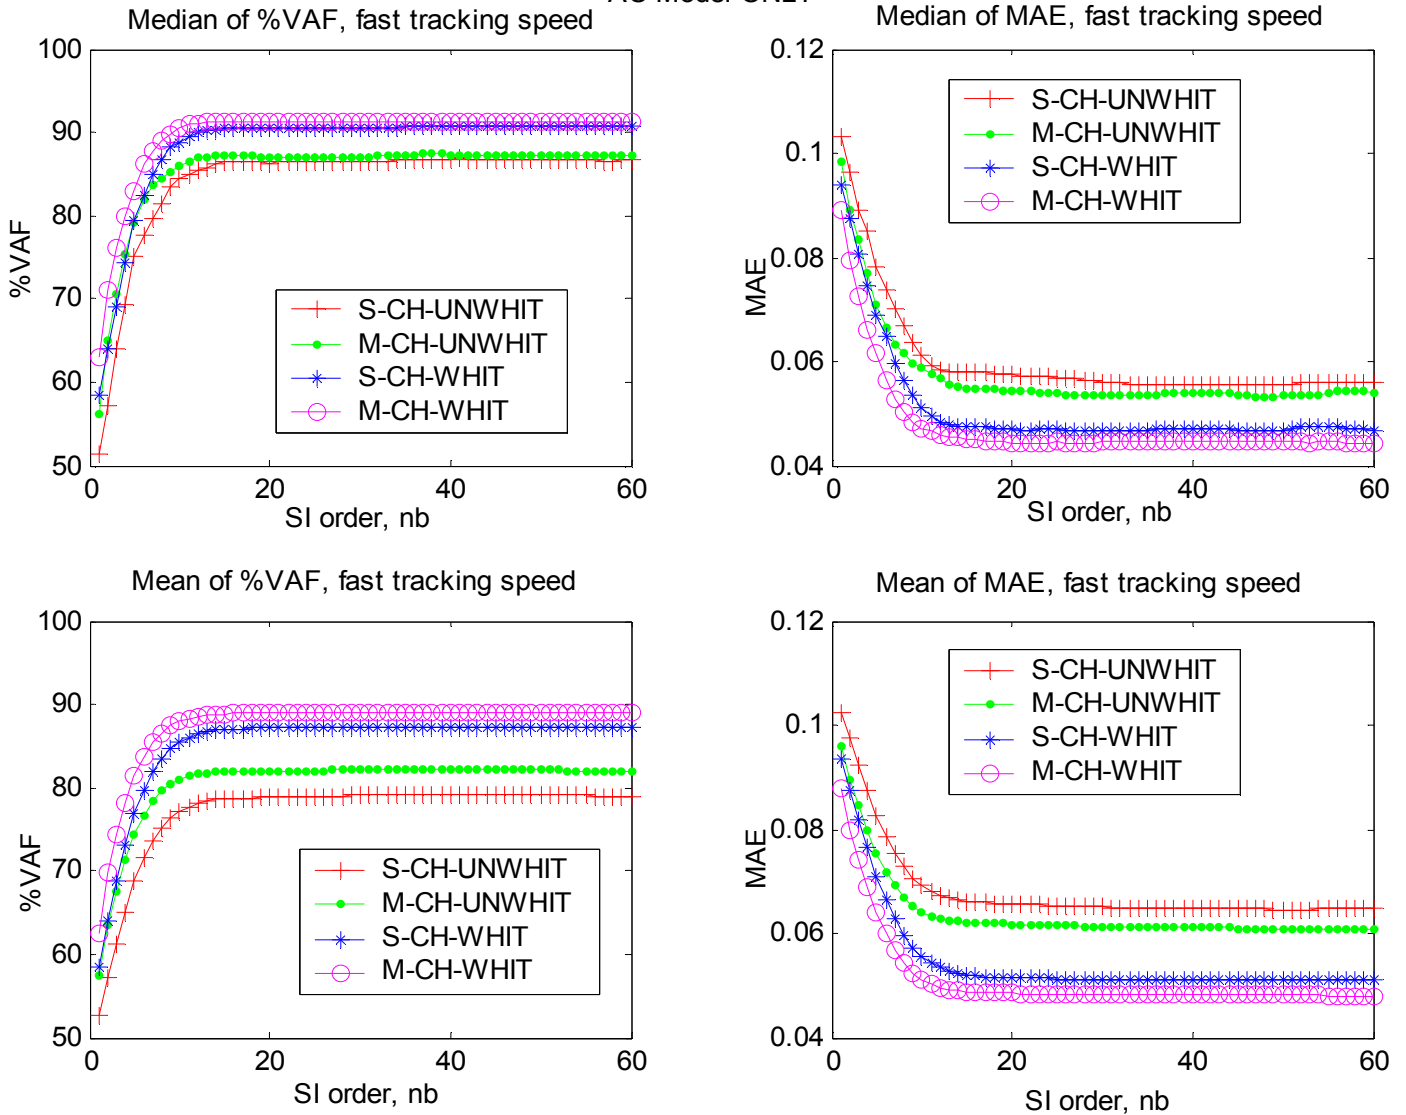 Median of %VAF, fast tracking speed
100
90
80
70
60
50
%VAF
S-CH-UNWHIT
M-CH-UNWHIT
S-CH-WHIT
M-CH-WHIT
0 20 40 60
SI order, nb
Median of MAE, fast tracking speed
0.12
0.1
0.08
0.06
0.04
MAE
S-CH-UNWHIT
M-CH-UNWHIT
S-CH-WHIT
M-CH-WHIT
0 20 40 60
SI order, nb
Mean of %VAF, fast tracking speed
100
90
80
70
60
50
%VAF
S-CH-UNWHIT
M-CH-UNWHIT
S-CH-WHIT
M-CH-WHIT
0 20 40 60
SI order, nb
Mean of MAE, fast tracking speed
0.12
0.1
0.08
0.06
0.04
MAE
S-CH-UNWHIT
M-CH-UNWHIT
S-CH-WHIT
M-CH-WHIT
0 20 40 60
SI order, nb